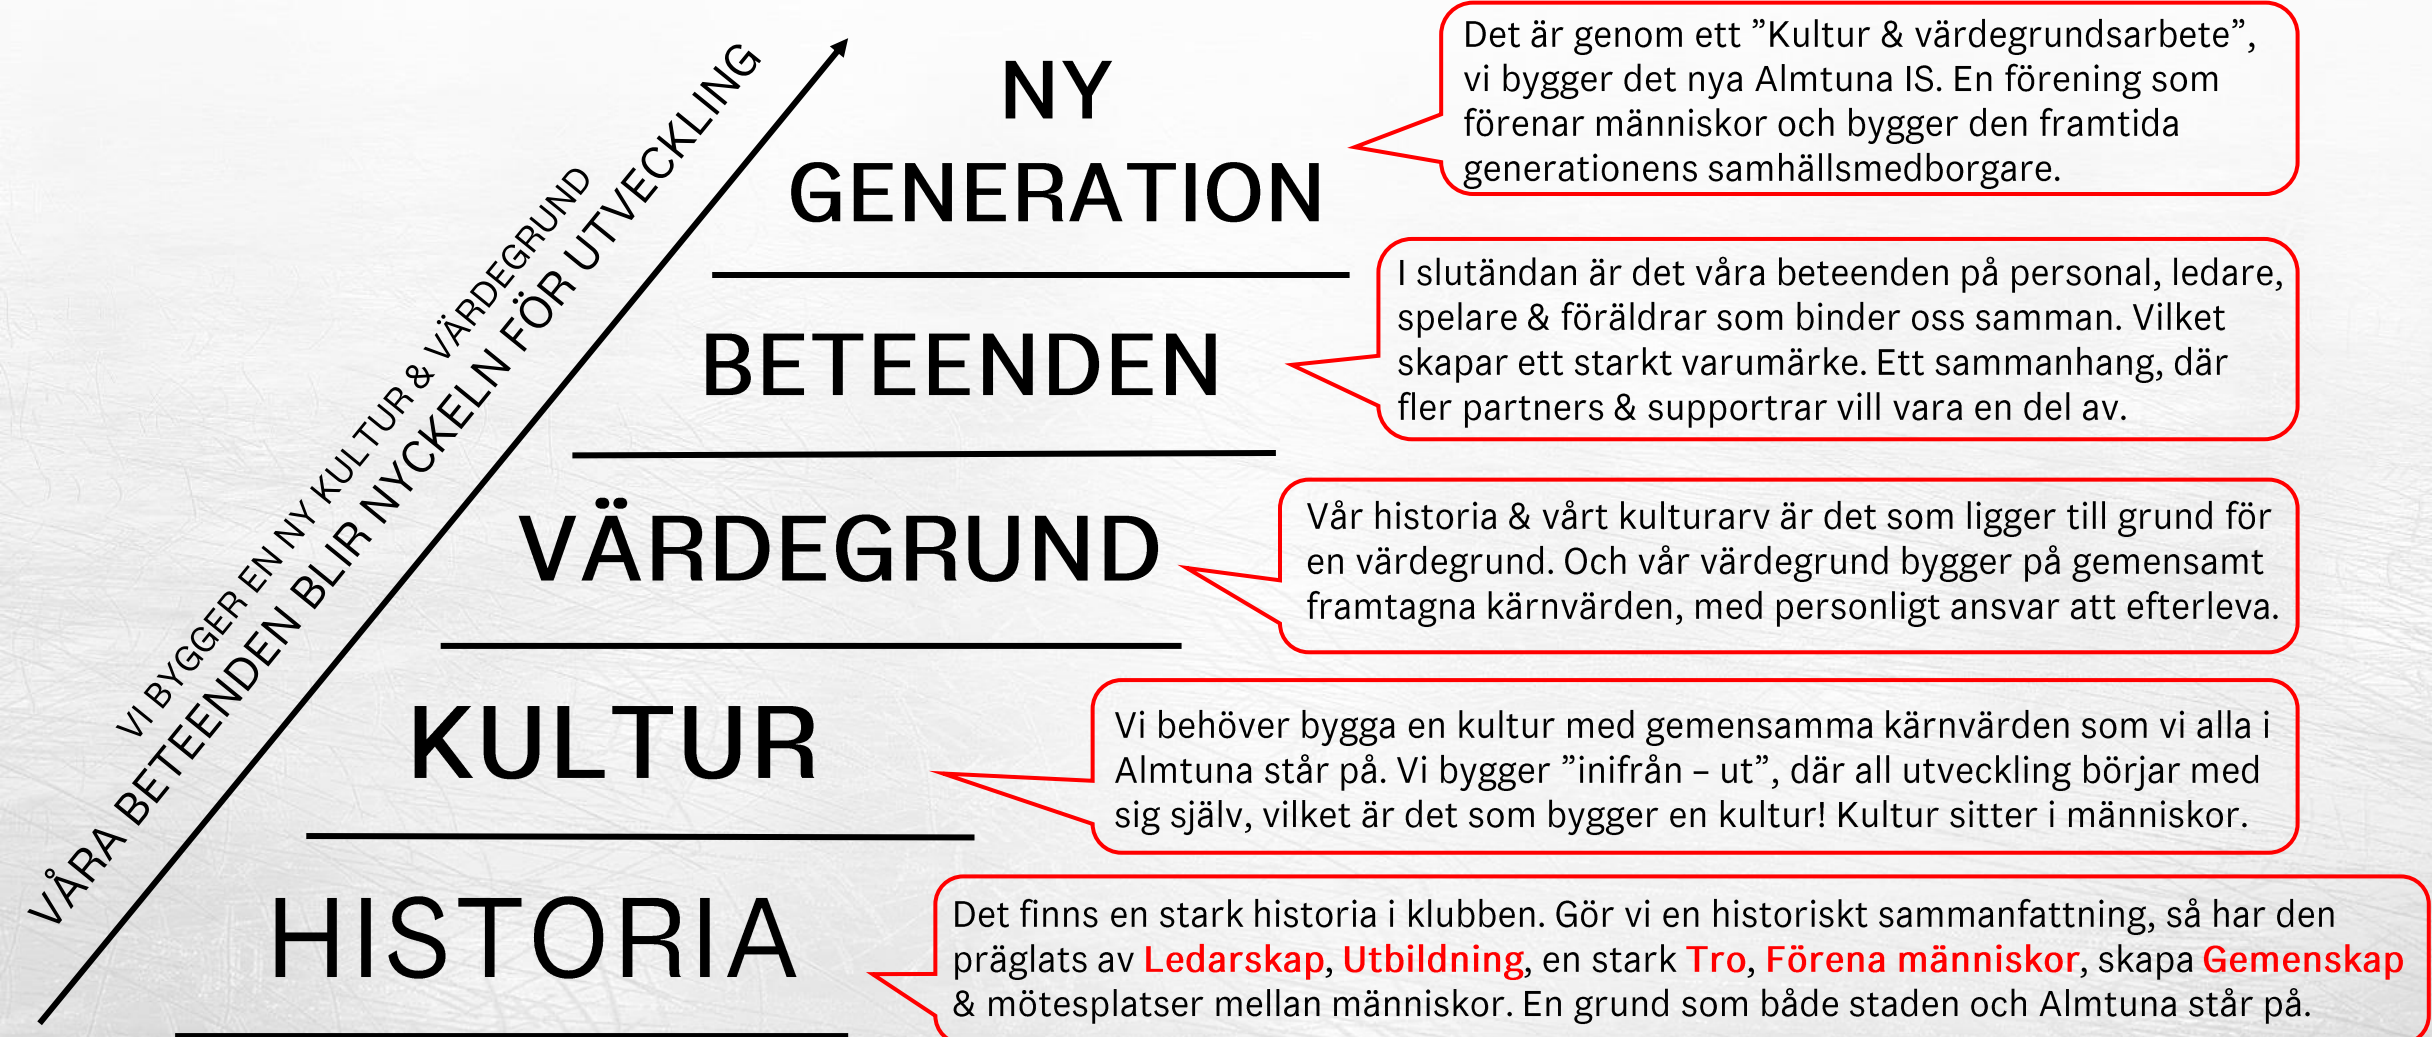 VI BYGGER EN NY KULTUR & VÄRDEGRUND
VÅRA BETEENDEN BLIR NYCKELN FÖR UTVECKLING
NY
GENERATION
Det är genom ett ”Kultur & värdegrundsarbete”,
vi bygger det nya Almtuna IS. En förening som
förenar människor och bygger den framtida
generationens samhällsmedborgare.
BETEENDEN
I slutändan är det våra beteenden på personal, ledare,
spelare & föräldrar som binder oss samman. Vilket
skapar ett starkt varumärke. Ett sammanhang, där
fler partners & supportrar vill vara en del av.
VÄRDEGRUND
Vår historia & vårt kulturarv är det som ligger till grund för
en värdegrund. Och vår värdegrund bygger på gemensamt
framtagna kärnvärden, med personligt ansvar att efterleva.
KULTUR
Vi behöver bygga en kultur med gemensamma kärnvärden som vi alla i
Almtuna står på. Vi bygger ”inifrån – ut”, där all utveckling börjar med
sig själv, vilket är det som bygger en kultur! Kultur sitter i människor.
HISTORIA
Det finns en stark historia i klubben. Gör vi en historiskt sammanfattning, så har den
präglats av Ledarskap, Utbildning, en stark Tro, Förena människor, skapa Gemenskap
& mötesplatser mellan människor. En grund som både staden och Almtuna står på.